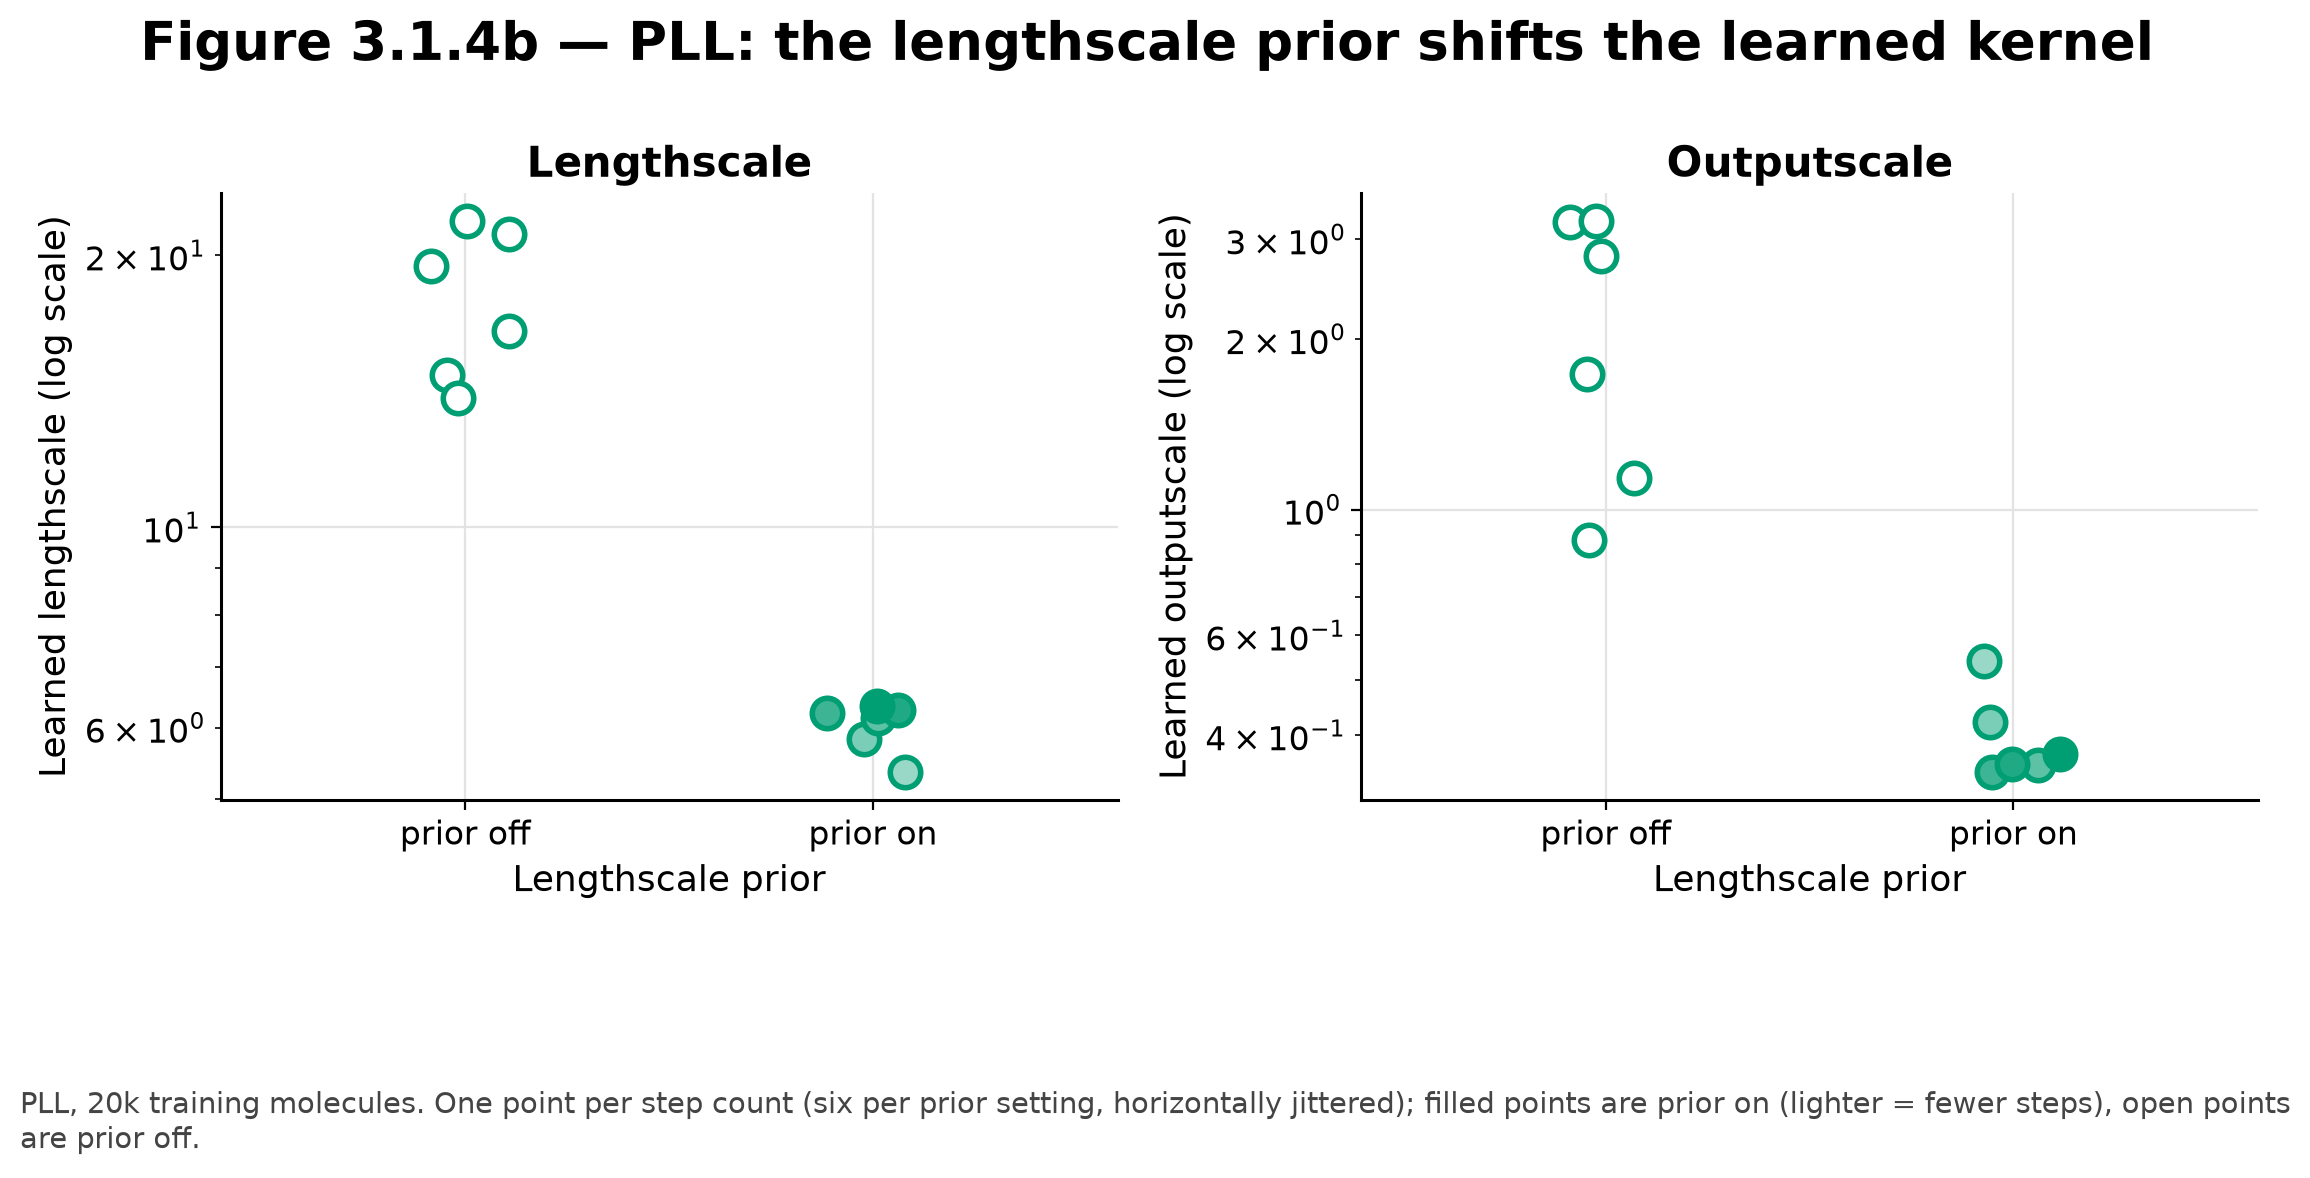 Figure 3.1.4b — PLL: the lengthscale prior shifts the learned kernel
Lengthscale
Learned lengthscale (log scale)
2 × 10¹
10¹
6 × 10⁰
prior off
prior on
Lengthscale prior
Outputscale
Learned outputscale (log scale)
3 × 10⁰
2 × 10⁰
10⁰
6 × 10⁻¹
4 × 10⁻¹
prior off
prior on
Lengthscale prior
PLL, 20k training molecules. One point per step count (six per prior setting, horizontally jittered); filled points are prior on (lighter = fewer steps), open points
are prior off.